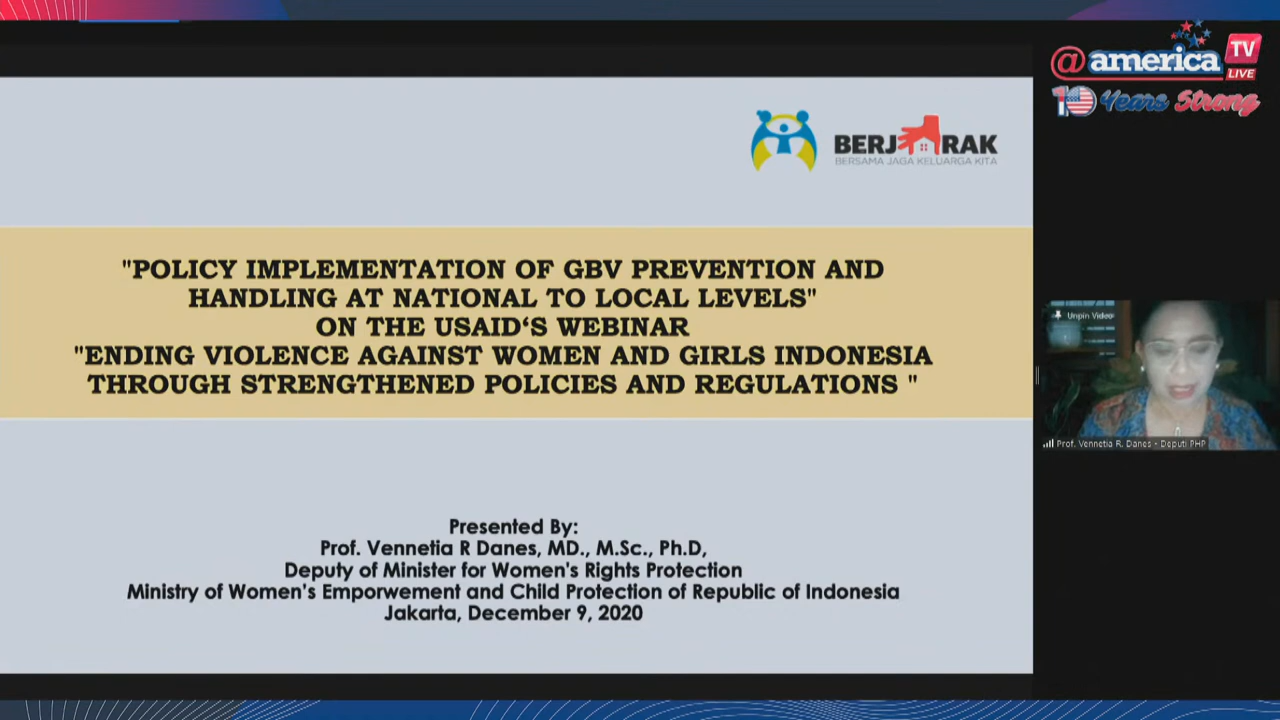 @america TV
LIVE
10 Years Strong
BERJARAK
BERSAMA JAGA KELUARGA KITA
"POLICY IMPLEMENTATION OF GBV PREVENTION AND
HANDLING AT NATIONAL TO LOCAL LEVELS"
ON THE USAID‘S WEBINAR
"ENDING VIOLENCE AGAINST WOMEN AND GIRLS INDONESIA
THROUGH STRENGTHENED POLICIES AND REGULATIONS "
Unpin Video
Prof. Vennetia R. Danes - Deputi PHP
Presented By:
Prof. Vennetia R Danes, MD., M.Sc., Ph.D,
Deputy of Minister for Women's Rights Protection
Ministry of Women's Emporwement and Child Protection of Republic of Indonesia
Jakarta, December 9, 2020